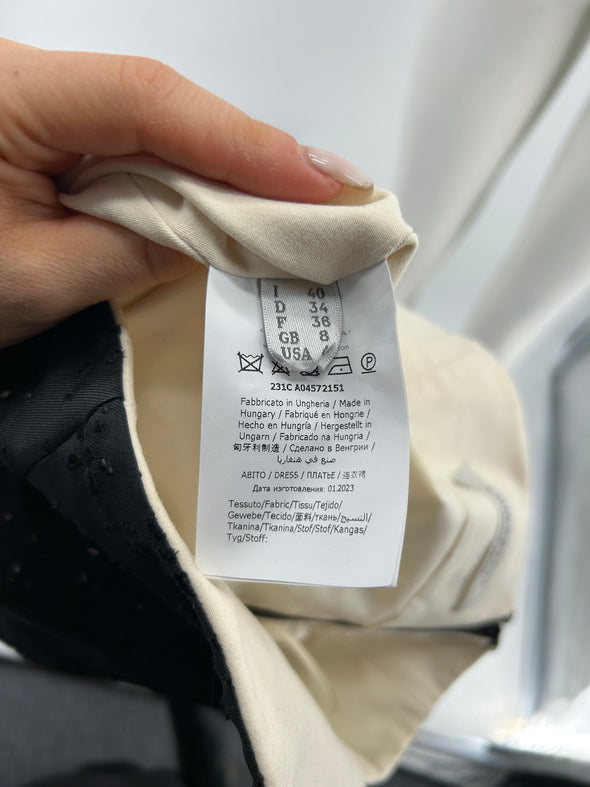 I 40
D 34
F 36
GB 8
USA
231C A04572151
Fabbricato in Ungheria / Made in
Hungary / Fabriqué en Hongrie /
Hecho en Hungría / Hergestellt in
Ungarn / Fabricado na Hungria /
匈牙利制造 / Сделано в Венгрии /
صنع في هنغاريا
ABITO / DRESS / ПЛАТЬЕ / 连衣裙
Дата изготовления: 01.2023
Tessuto/Fabric/Tissu/Tejido/
Gewebe/Tecido/面料/ткань/النسيج/
Tkanina/Tkanina/Stof/Stof/Kangas/
Tyg/Stoff: